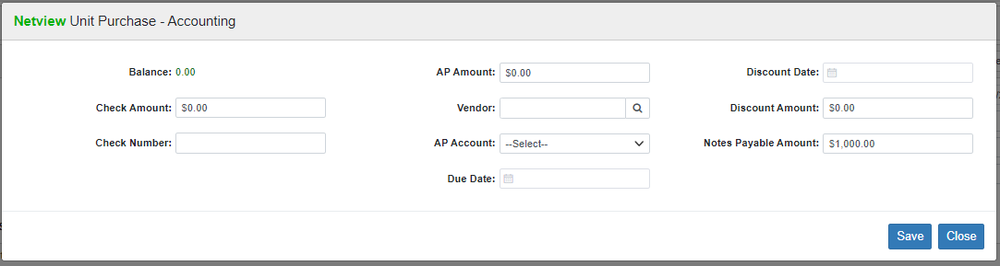 Netview Unit Purchase - Accounting
Balance: 0.00
AP Amount: $0.00
Discount Date:
Check Amount: $0.00
Vendor:
Discount Amount: $0.00
Check Number:
AP Account: --Select--
Notes Payable Amount: $1,000.00
Due Date:
Save Close